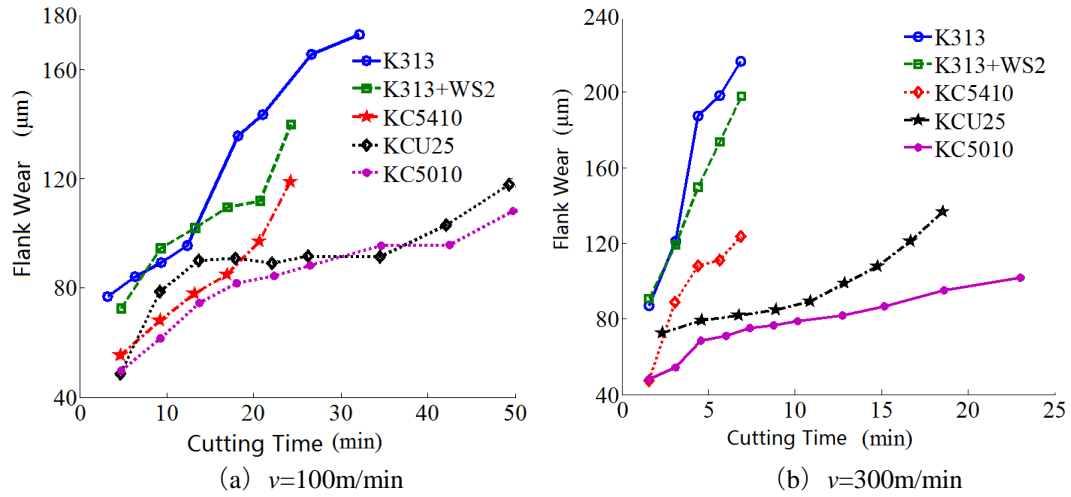 Flank Wear (μm)
180
160
120
80
40
0
10
20
30
40
50
Cutting Time (min)
K313
K313+WS2
KC5410
KCU25
KC5010
(a) v=100m/min
Flank Wear (μm)
240
200
160
120
80
40
0
5
10
15
20
25
Cutting Time (min)
K313
K313+WS2
KC5410
KCU25
KC5010
(b) v=300m/min